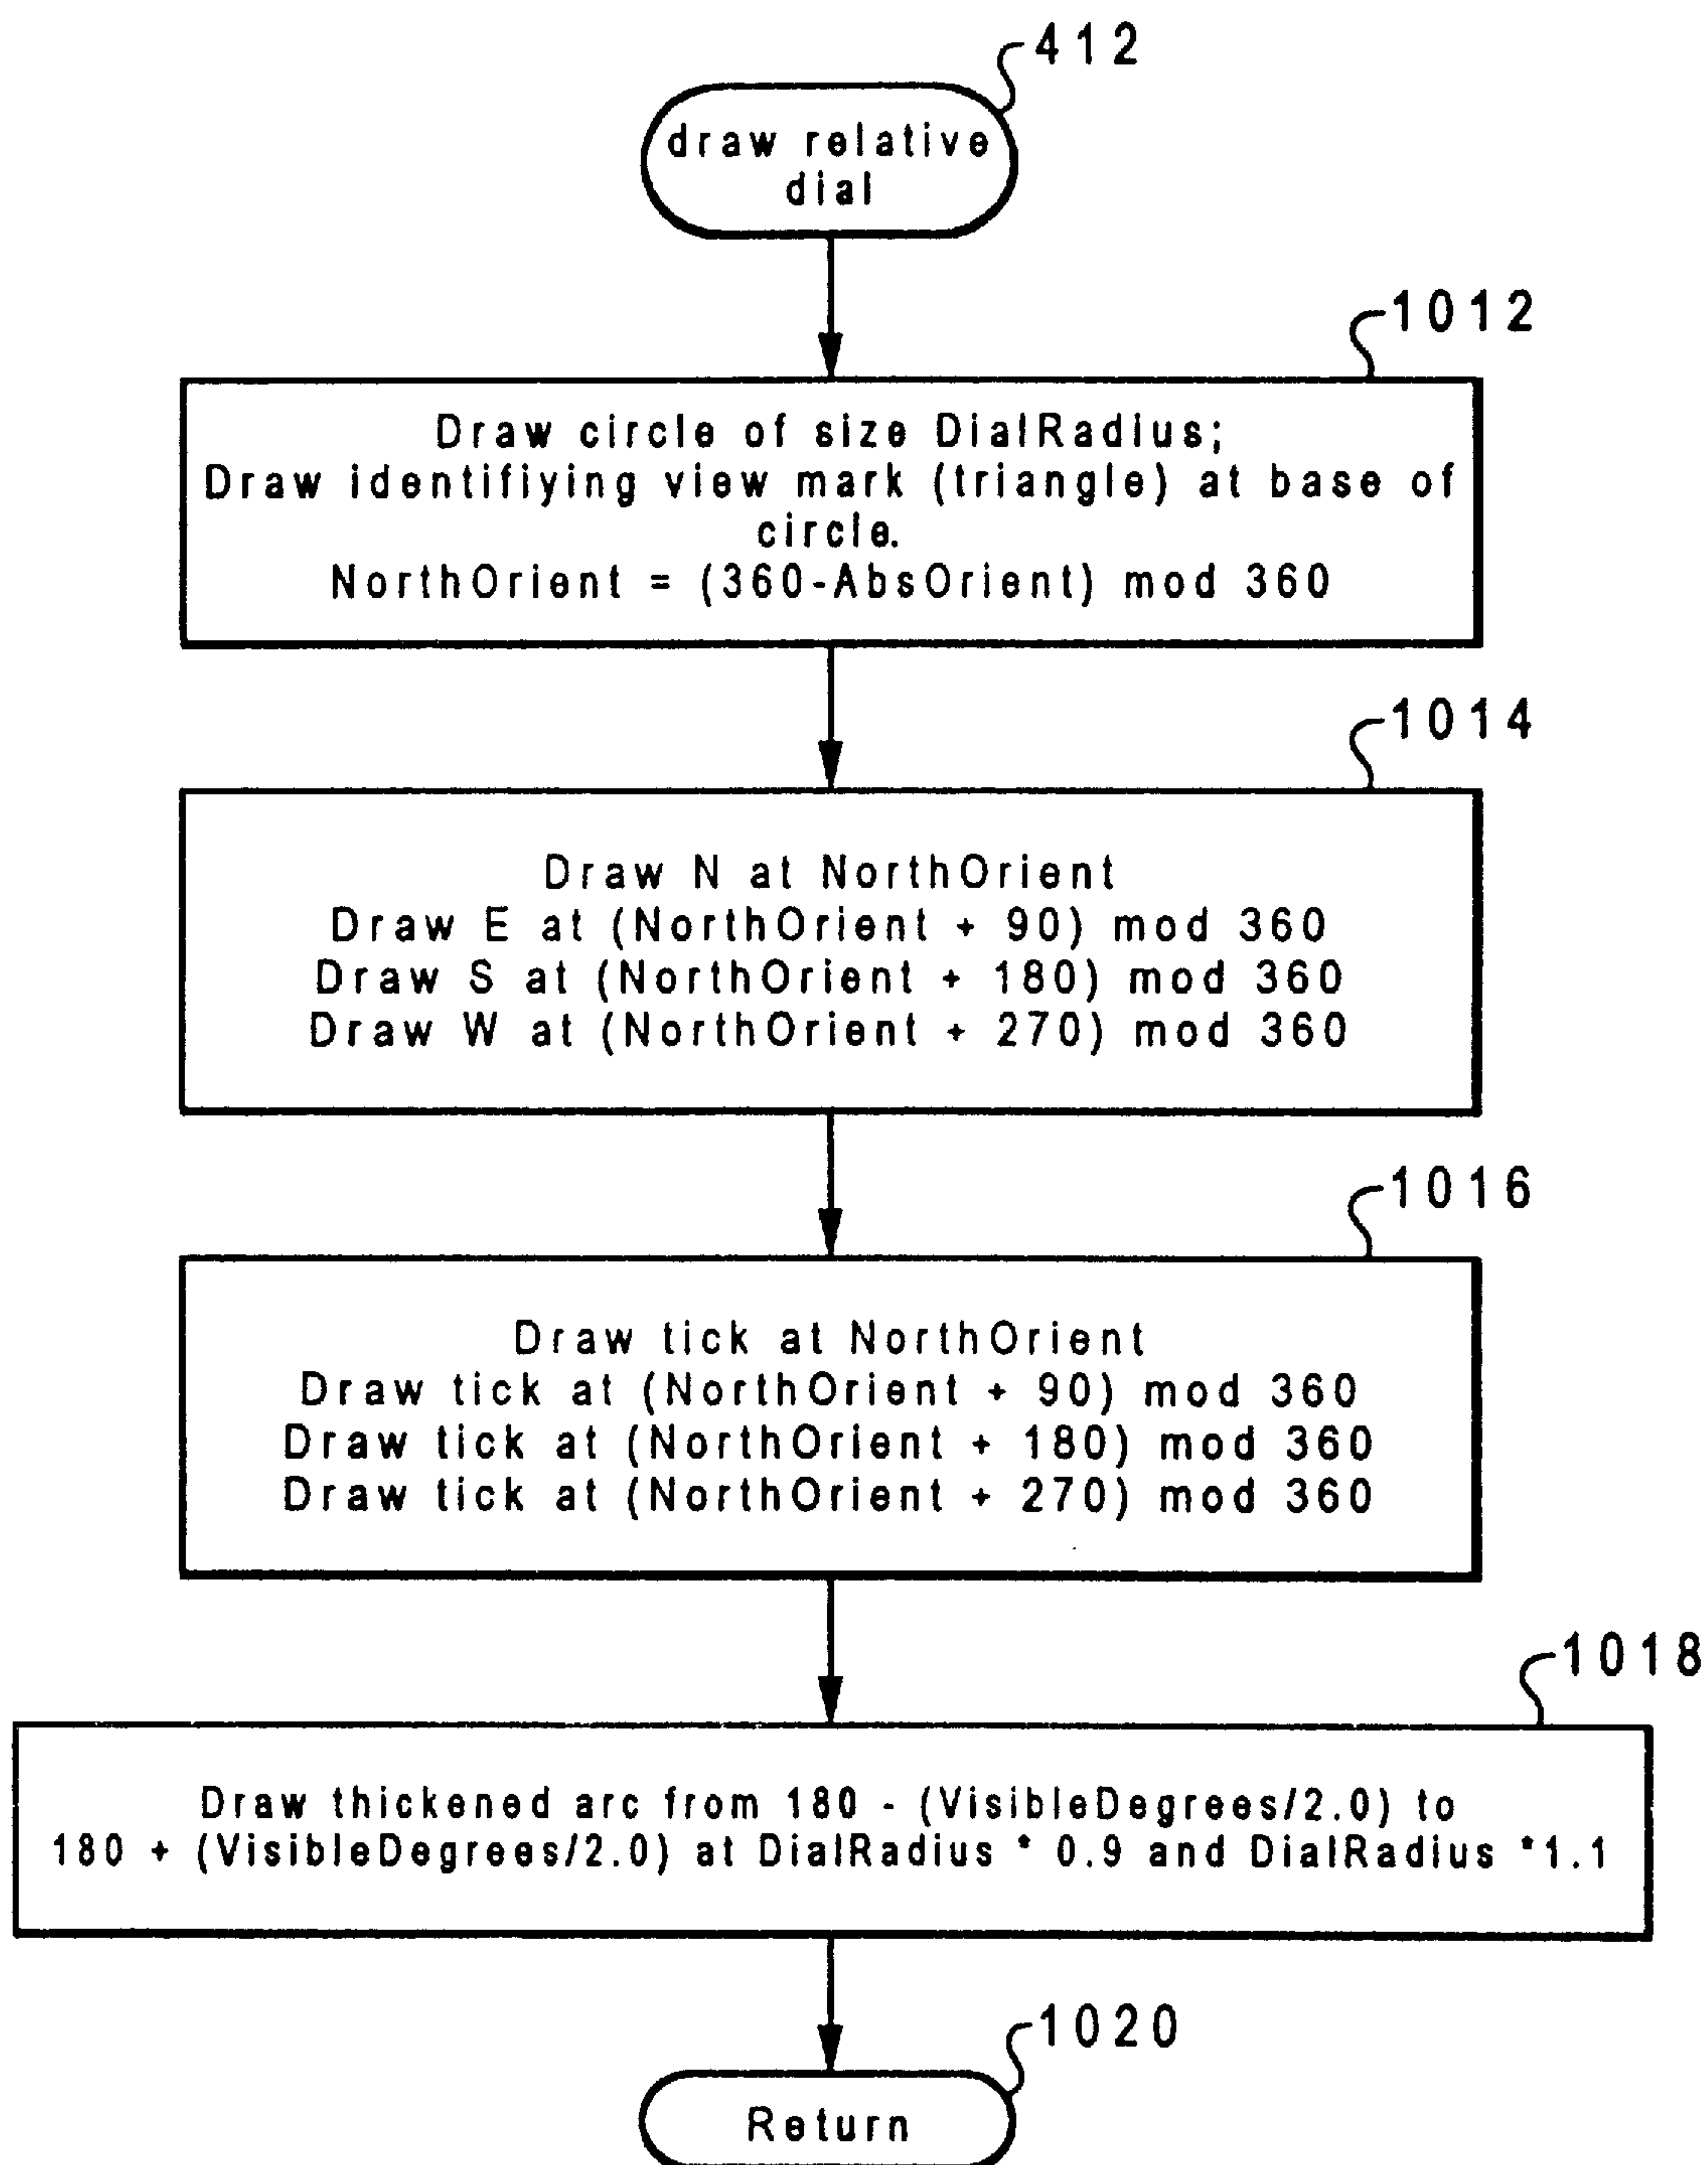 412
draw relative
dial
1012
Draw circle of size DialRadius;
Draw identifiying view mark (triangle) at base of
circle.
NorthOrient = (360-AbsOrient) mod 360
1014
Draw N at NorthOrient
Draw E at (NorthOrient + 90) mod 360
Draw S at (NorthOrient + 180) mod 360
Draw W at (NorthOrient + 270) mod 360
1016
Draw tick at NorthOrient
Draw tick at (NorthOrient + 90) mod 360
Draw tick at (NorthOrient + 180) mod 360
Draw tick at (NorthOrient + 270) mod 360
1018
Draw thickened arc from 180 - (VisibleDegrees/2.0) to
180 + (VisibleDegrees/2.0) at DialRadius * 0.9 and DialRadius *1.1
1020
Return